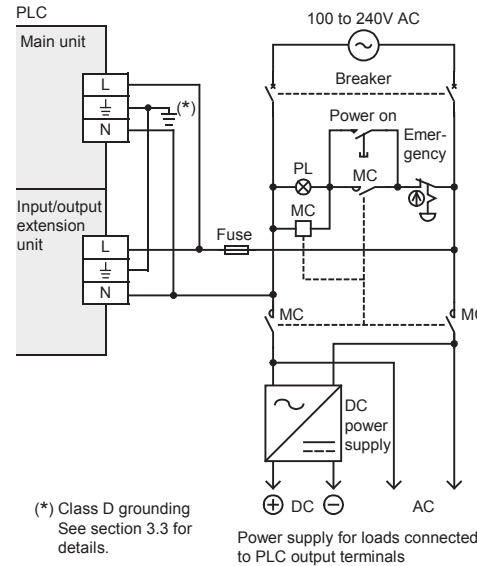 PLC
100 to 240V AC
Main unit
Breaker
L
(*)
N
Power on
Emer-
gency
PL
MC
MC
Input/output
extension
unit
Fuse
L
N
MC
MC
DC
power
supply
DC
AC
(*) Class D grounding
See section 3.3 for
details.
Power supply for loads connected
to PLC output terminals